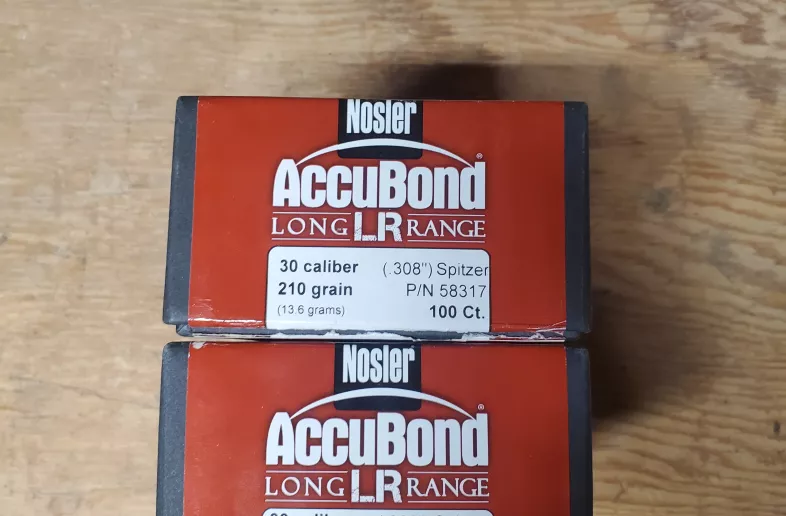 Nosler
AccuBond®
LONG LR RANGE
30 caliber (.308") Spitzer
210 grain P/N 58317
(13.6 grams) 100 Ct.
Nosler
AccuBond®
LONG LR RANGE